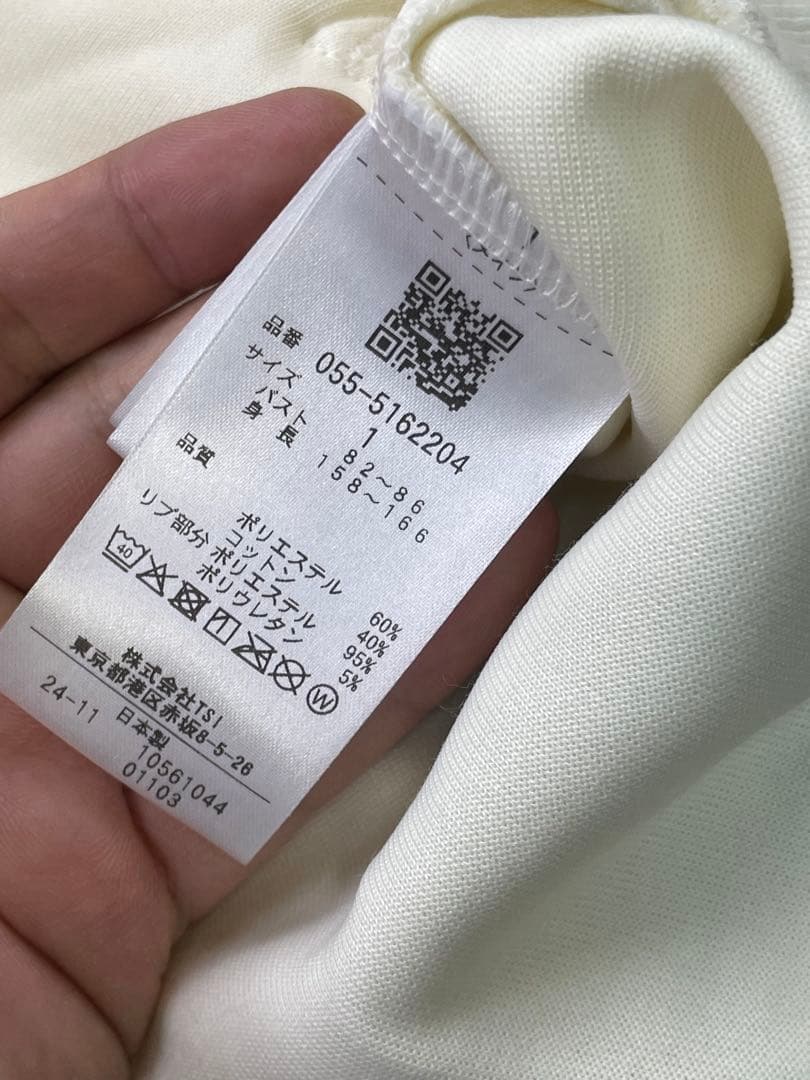 品番 055-5162204
サイズ 1
バスト 82～86
身長 158～166
品質
ポリエステル 60%
コットン 40%
リブ部分 ポリエステル 95%
ポリウレタン 5%
40
W
株式会社TSI
東京都港区赤坂8-5-26
24-11 日本製
10561044
01103